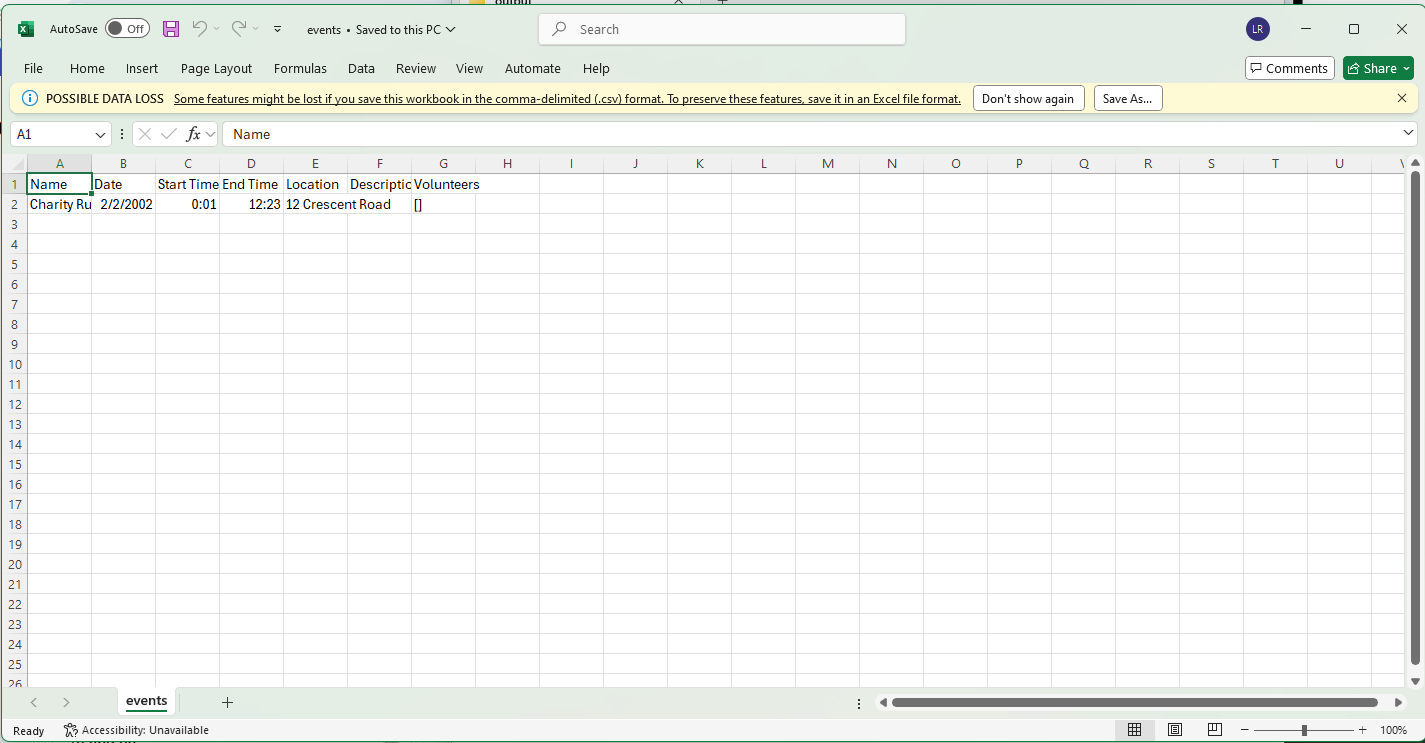 output
AutoSave Off events • Saved to this PC Search LR
File Home Insert Page Layout Formulas Data Review View Automate Help Comments Share
POSSIBLE DATA LOSS Some features might be lost if you save this workbook in the comma-delimited (.csv) format. To preserve these features, save it in an Excel file format. Don't show again Save As...
A1 fx Name
A B C D E F G H I J K L M N O P Q R S T U
1 Name Date Start Time End Time Location Descriptic Volunteers
2 Charity Ru 2/2/2002 0:01 12:23 12 Crescent Road []
3
4
5
6
7
8
9
10
11
12
13
14
15
16
17
18
19
20
21
22
23
24
25
26
events
Ready Accessibility: Unavailable 100%